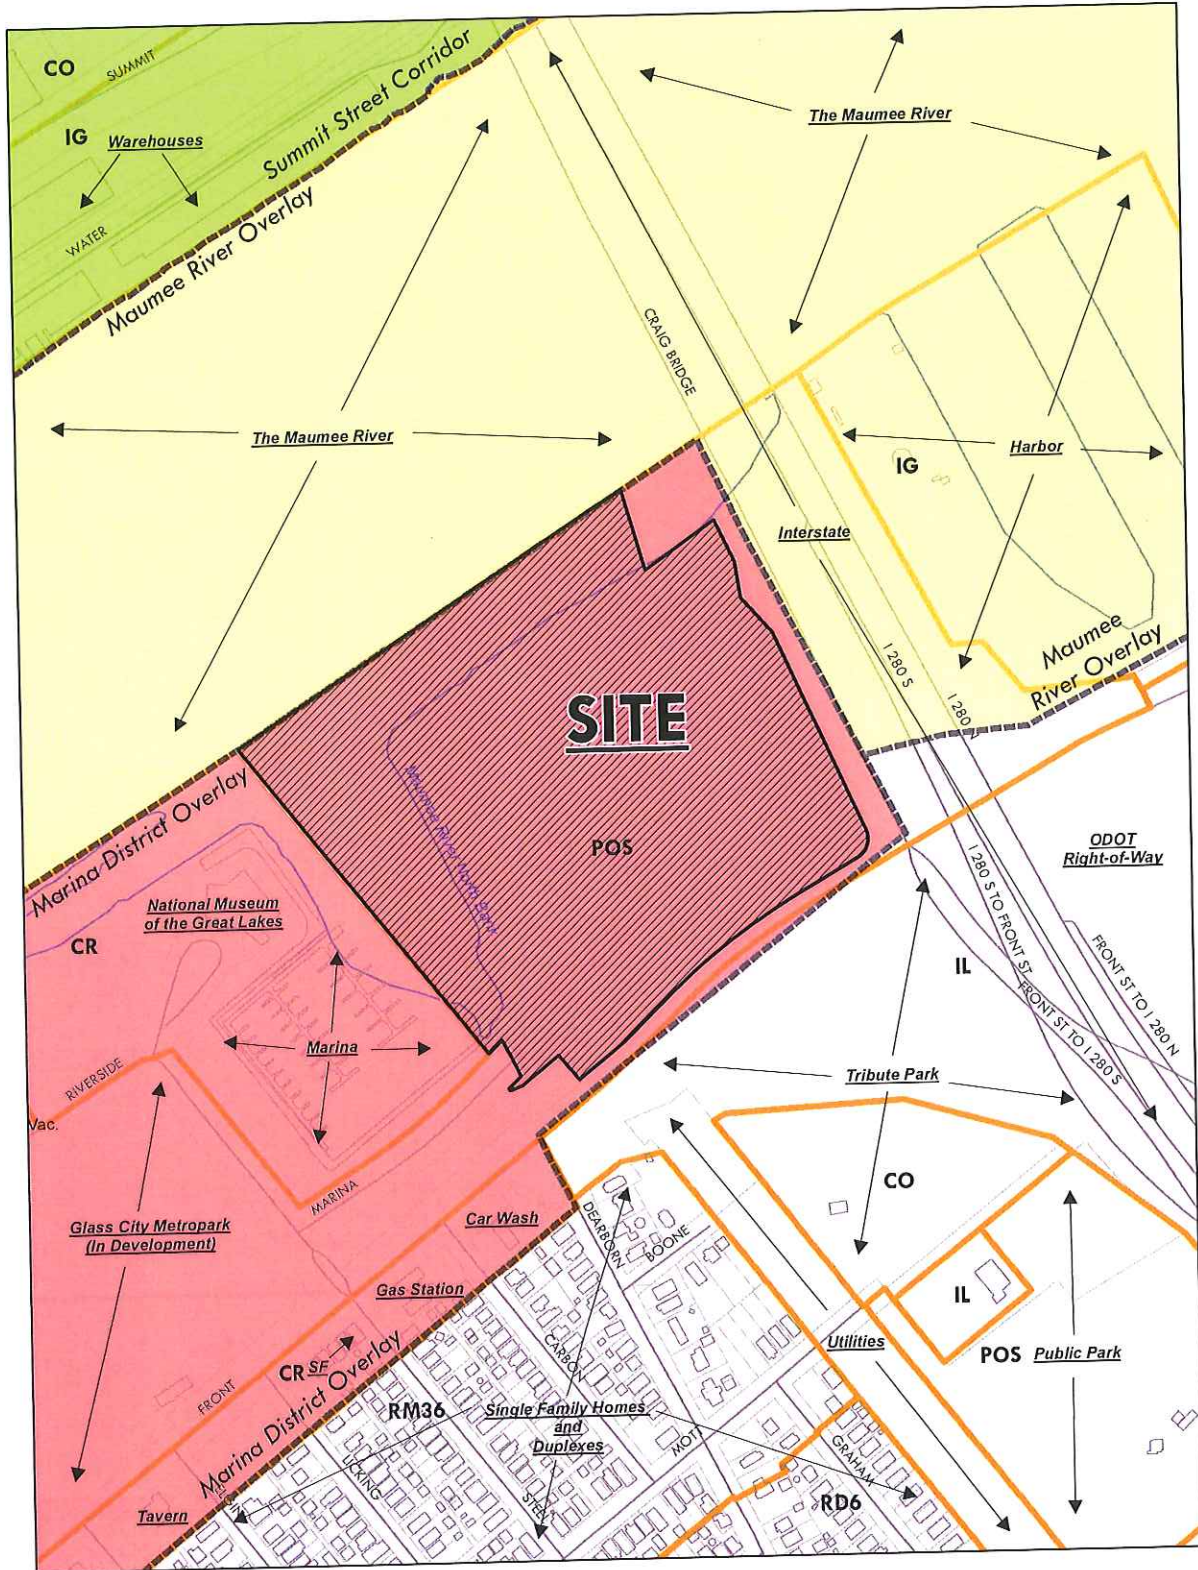 CO
SUMMIT
Summit Street Corridor
IG
Warehouses
WATER
Maumee River Overlay
The Maumee River
The Maumee River
CRAIG BRIDGE
IG
Harbor
Interstate
Maumee
River Overlay
I 280 S
I 280 N
SITE
POS
Maumee River North Bank
Marina District Overlay
National Museum
of the Great Lakes
CR
ODOT
Right-of-Way
I 280 S TO FRONT ST
FRONT ST TO I 280 S
FRONT ST TO I 280 N
IL
Marina
RIVERSIDE
Vac.
MARINA
Tribute Park
CO
Glass City Metropark
(In Development)
Car Wash
DEARBORN
BOONE
Gas Station
IL
CARBON
Utilities
POS
Public Park
CR
SF
FRONT
Marina District Overlay
RM36
Single Family Homes
and
Duplexes
MOTT
GRAHAM
LICKING
RD6
Tavern